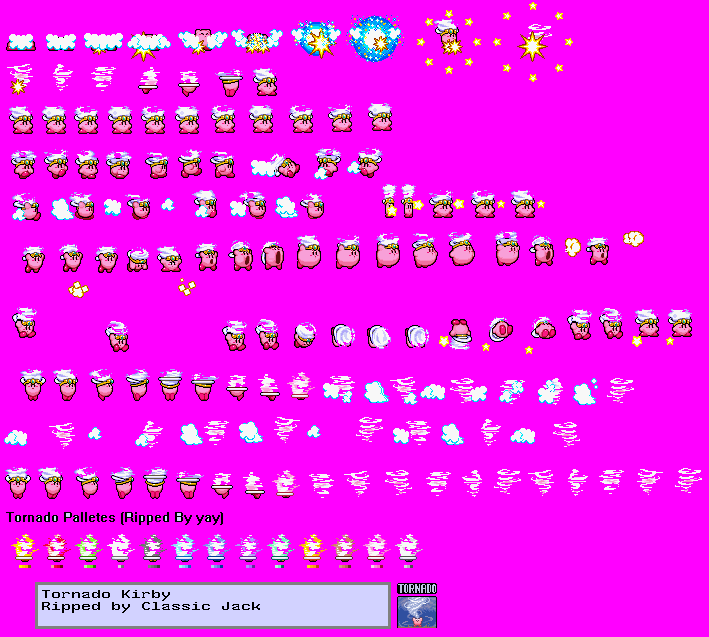 Tornado Palletes (Ripped By yay)
Tornado Kirby
Ripped by Classic Jack
TORNADO